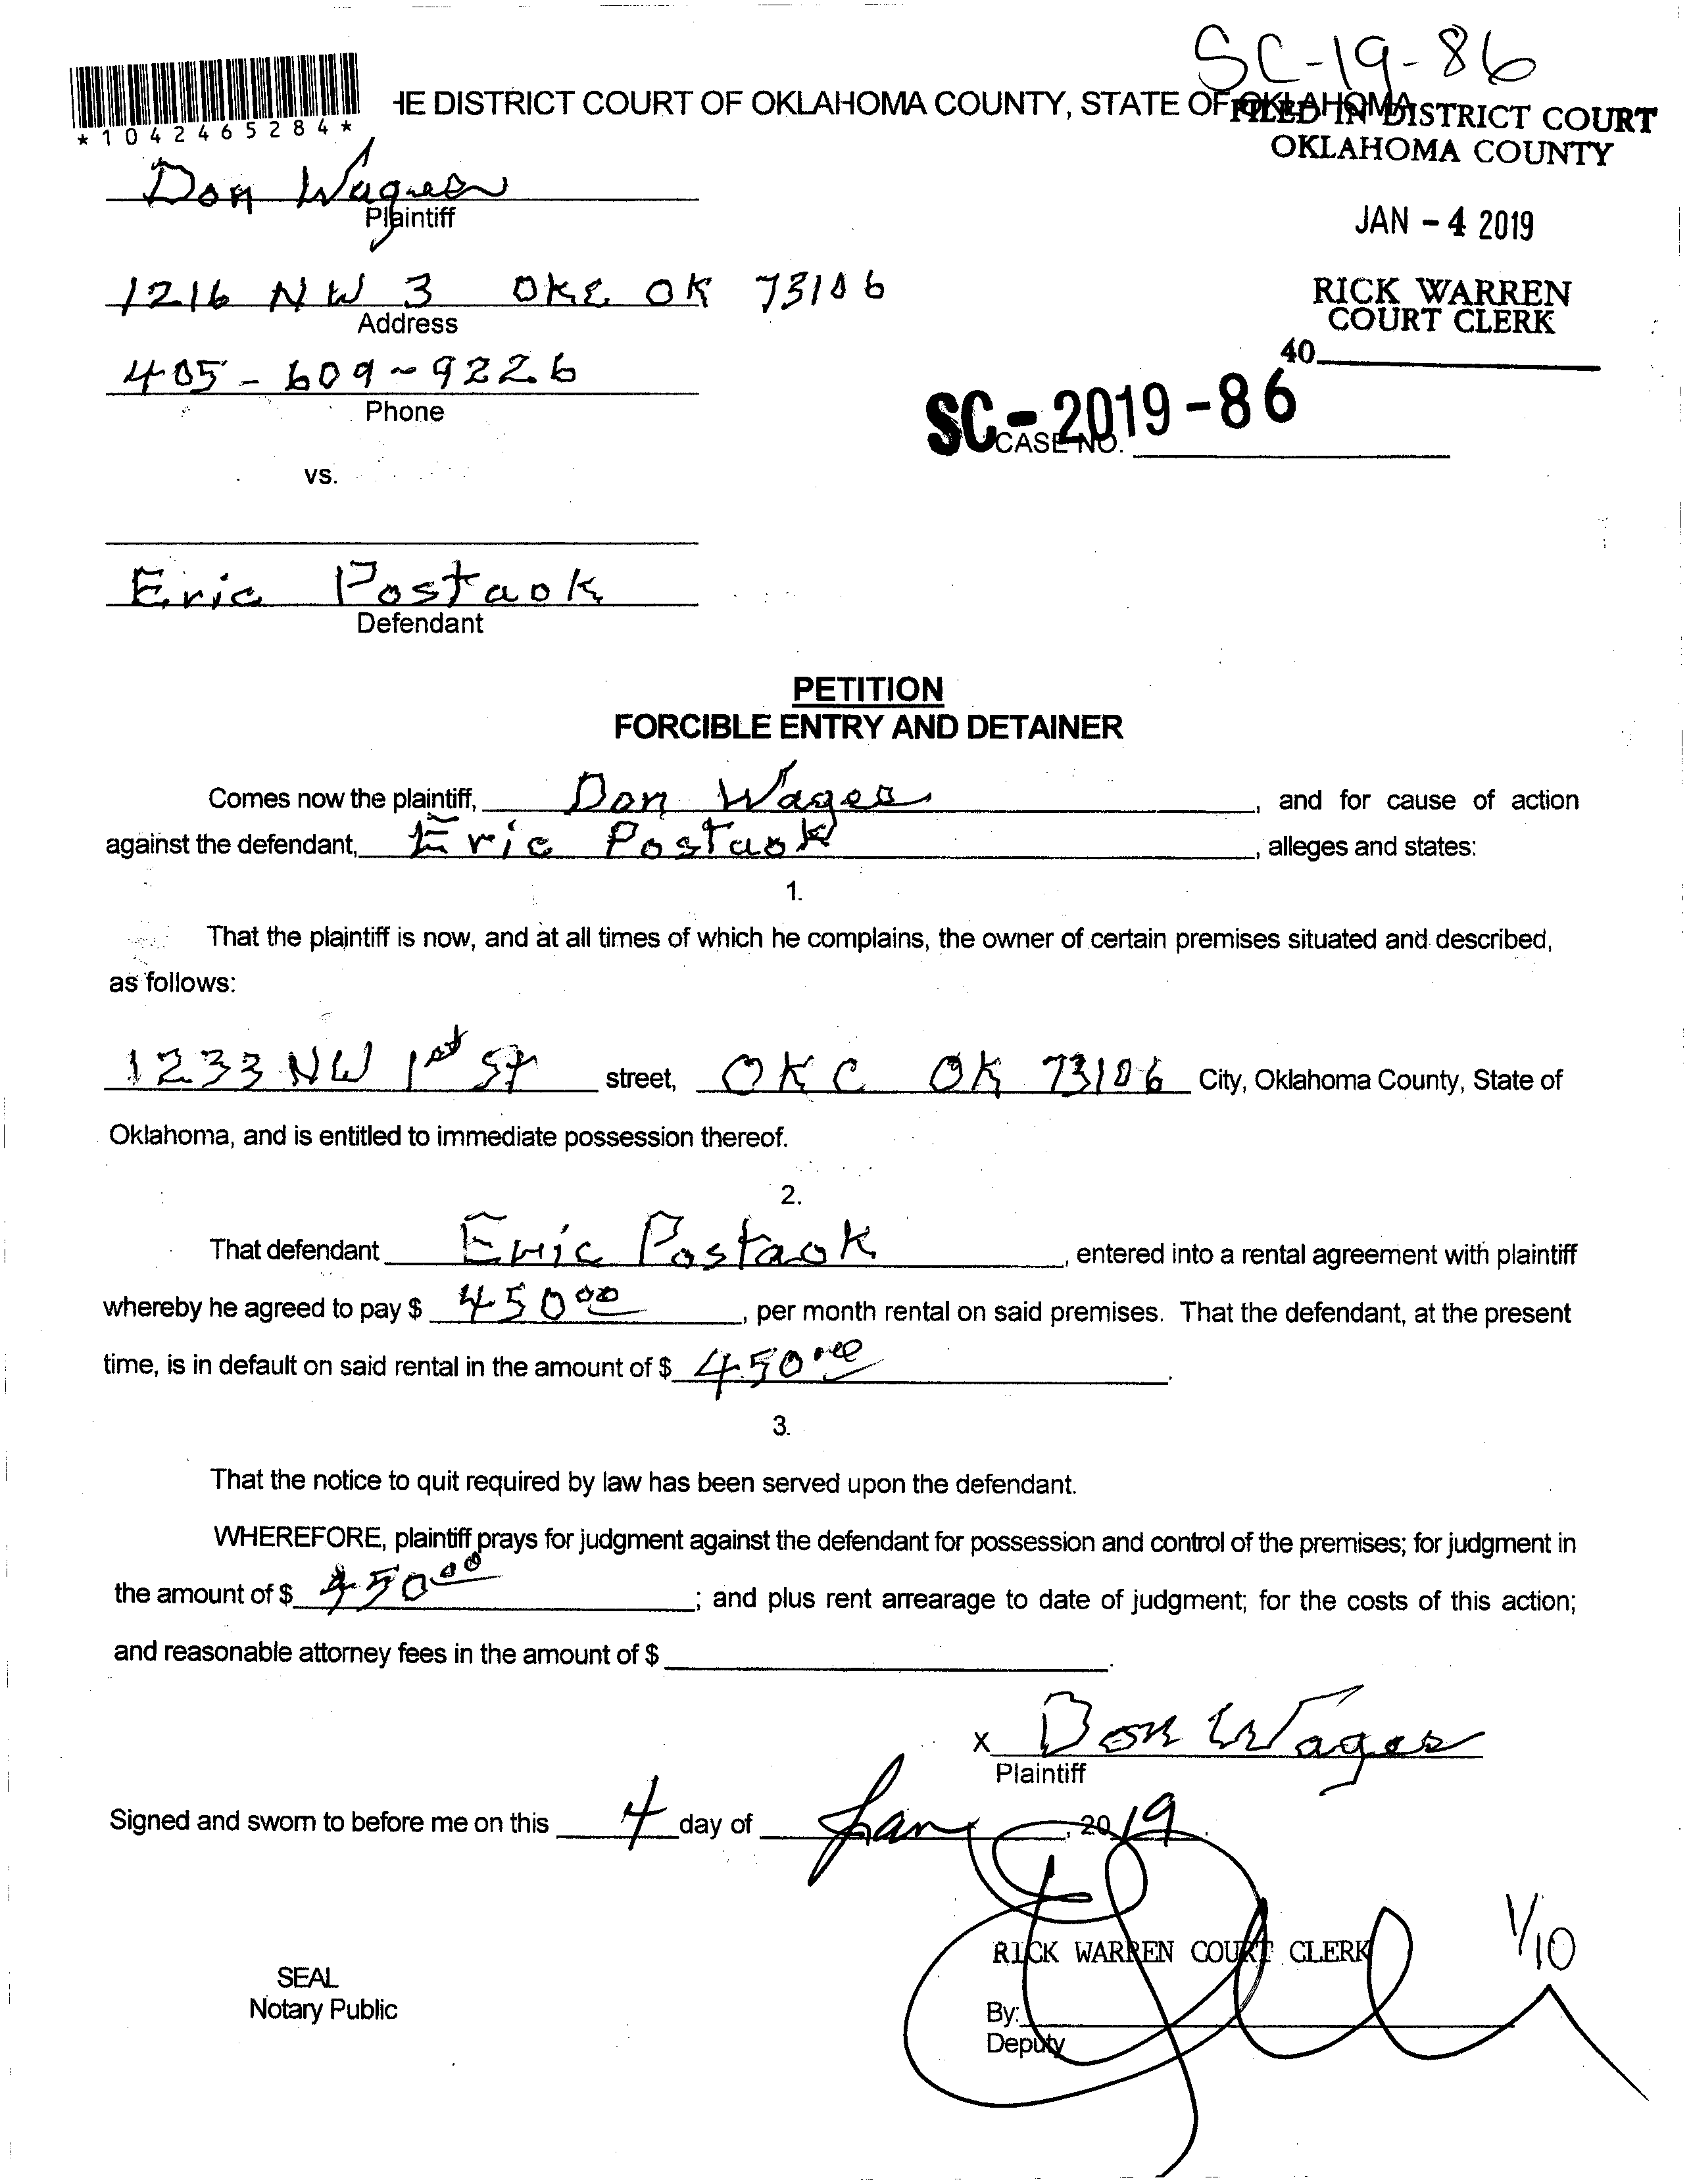 SC-19-86
*1042465284*
HE DISTRICT COURT OF OKLAHOMA COUNTY, STATE OF OKLAHOMA
FILED IN DISTRICT COURT
OKLAHOMA COUNTY
JAN - 4 2019
RICK WARREN
COURT CLERK
40
Don
Plaintiff
1216 NW 3 OKC OK 73106
Address
405-609-9226
Phone
SC-2019-86
CASE NO.
vs.
Eric Postaok
Defendant
PETITION
FORCIBLE ENTRY AND DETAINER
Comes now the plaintiff, Don Wages, and for cause of action
against the defendant, Eric Postaok, alleges and states:
1.
That the plaintiff is now, and at all times of which he complains, the owner of certain premises situated and described,
as follows:
1233 NW 1st St street, OKC OK 73106 City, Oklahoma County, State of
Oklahoma, and is entitled to immediate possession thereof.
2.
That defendant Eric Postaok, entered into a rental agreement with plaintiff
whereby he agreed to pay $ 450 00, per month rental on said premises. That the defendant, at the present
time, is in default on said rental in the amount of $ 450.00.
3.
That the notice to quit required by law has been served upon the defendant.
WHEREFORE, plaintiff prays for judgment against the defendant for possession and control of the premises; for judgment in
the amount of $ 450 00; and plus rent arrearage to date of judgment; for the costs of this action;
and reasonable attorney fees in the amount of $ .
X Don Wages
Plaintiff
Signed and sworn to before me on this 4 day of Jan, 2019.
RICK WARREN COURT CLERK
1/10
SEAL
Notary Public
By:
Deputy